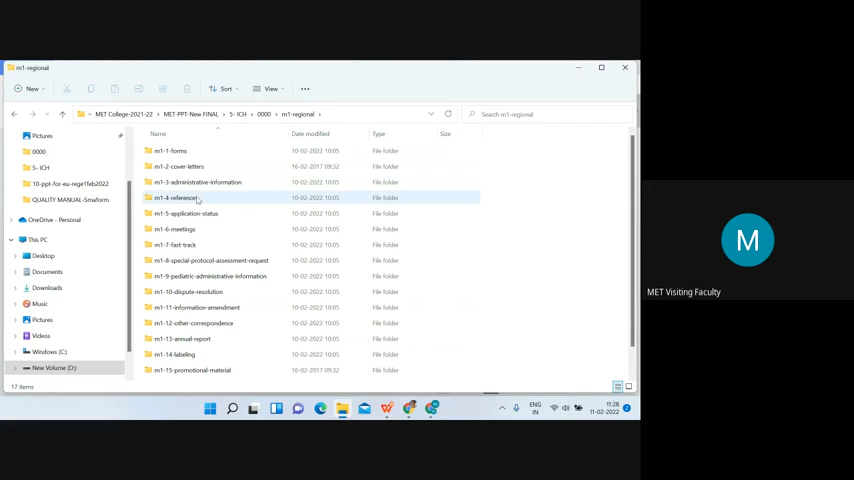 m1-regional
New
Sort
View
MET College-2021-22 > MET-PPT-New FINAL > 5- ICH > 0000 > m1-regional >
Search m1-regional
Name Date modified Type Size
Pictures
0000
5- ICH
10-ppt-for-eu-rege1feb2022
QUALITY MANUAL-Smaform
OneDrive - Personal
This PC
Desktop
Documents
Downloads
Music
Pictures
Videos
Windows (C:)
New Volume (D:)
m1-1-forms 10-02-2022 10:05 File folder
m1-2-cover-letters 16-02-2017 09:32 File folder
m1-3-administrative-information 10-02-2022 10:05 File folder
m1-4-references 10-02-2022 10:05 File folder
m1-5-application-status 10-02-2022 10:05 File folder
m1-6-meetings 10-02-2022 10:05 File folder
m1-7-fast-track 10-02-2022 10:05 File folder
m1-8-special-protocol-assessment-request 10-02-2022 10:05 File folder
m1-9-pediatric-administrative-information 10-02-2022 10:05 File folder
m1-10-dispute-resolution 10-02-2022 10:05 File folder
m1-11-information-amendment 10-02-2022 10:05 File folder
m1-12-other-correspondence 10-02-2022 10:05 File folder
m1-13-annual-report 10-02-2022 10:05 File folder
m1-14-labeling 10-02-2022 10:05 File folder
m1-15-promotional-material 16-02-2017 09:32 File folder
17 items
ENG
IN
11:28
11-02-2022
2
M
MET Visiting Faculty